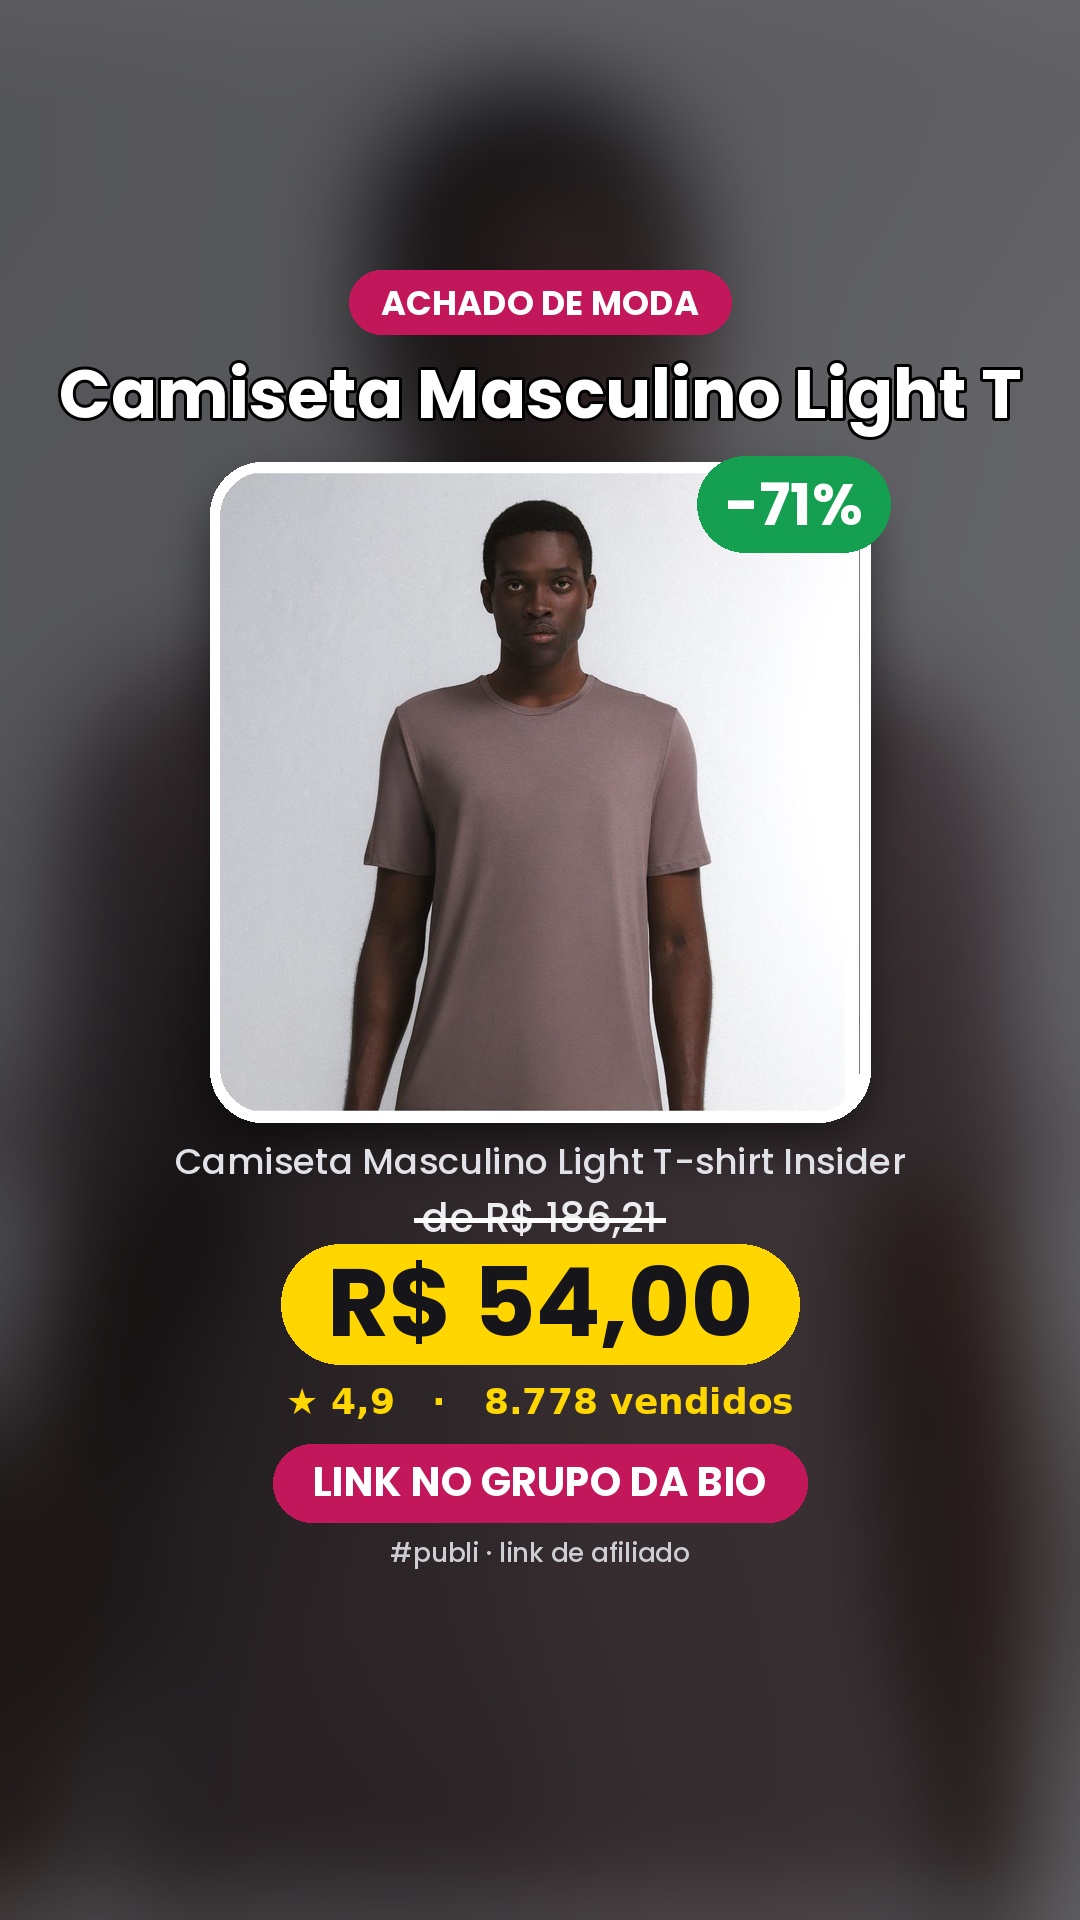 ACHADO DE MODA
Camiseta Masculino Light T
-71%
Camiseta Masculino Light T-shirt Insider
de R$ 186,21
R$ 54,00
★ 4,9 · 8.778 vendidos
LINK NO GRUPO DA BIO
#publi · link de afiliado